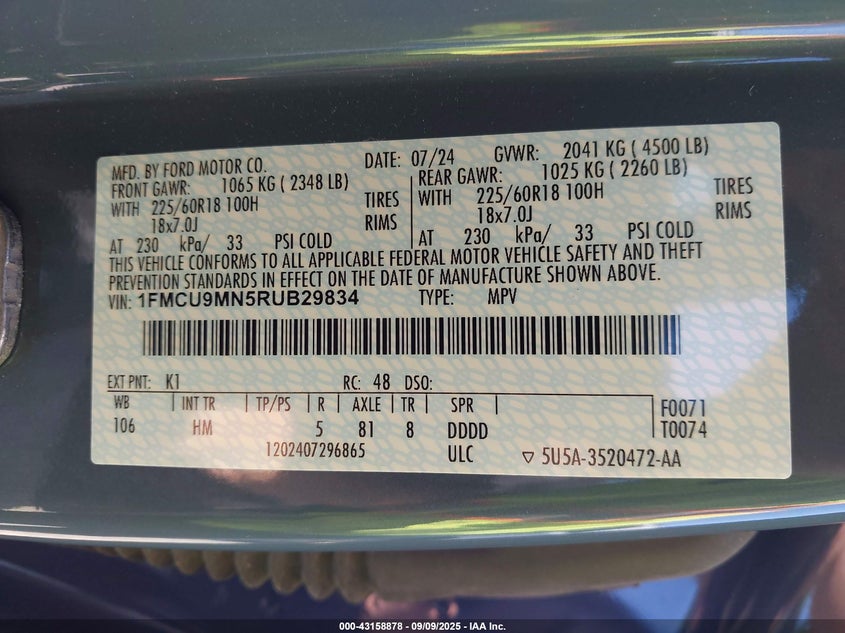 MFD. BY FORD MOTOR CO. DATE: 07/24 GVWR: 2041 KG ( 4500 LB)
FRONT GAWR: 1065 KG ( 2348 LB) REAR GAWR: 1025 KG ( 2260 LB)
WITH 225/60R18 100H TIRES WITH 225/60R18 100H TIRES
18x7.0J RIMS 18x7.0J RIMS
AT 230 kPa/ 33 PSI COLD AT 230 kPa/ 33 PSI COLD
THIS VEHICLE CONFORMS TO ALL APPLICABLE FEDERAL MOTOR VEHICLE SAFETY AND THEFT
PREVENTION STANDARDS IN EFFECT ON THE DATE OF MANUFACTURE SHOWN ABOVE.
VIN: 1FMCU9MN5RUB29834 TYPE: MPV
EXT PNT: K1 RC: 48 DSO:
WB INT TR TP/PS R AXLE TR SPR F0071
106 HM 5 81 8 DDDD T0074
1202407296865 ULC ▽ 5U5A-3520472-AA
000-43158878 - 09/09/2025 - IAA Inc.